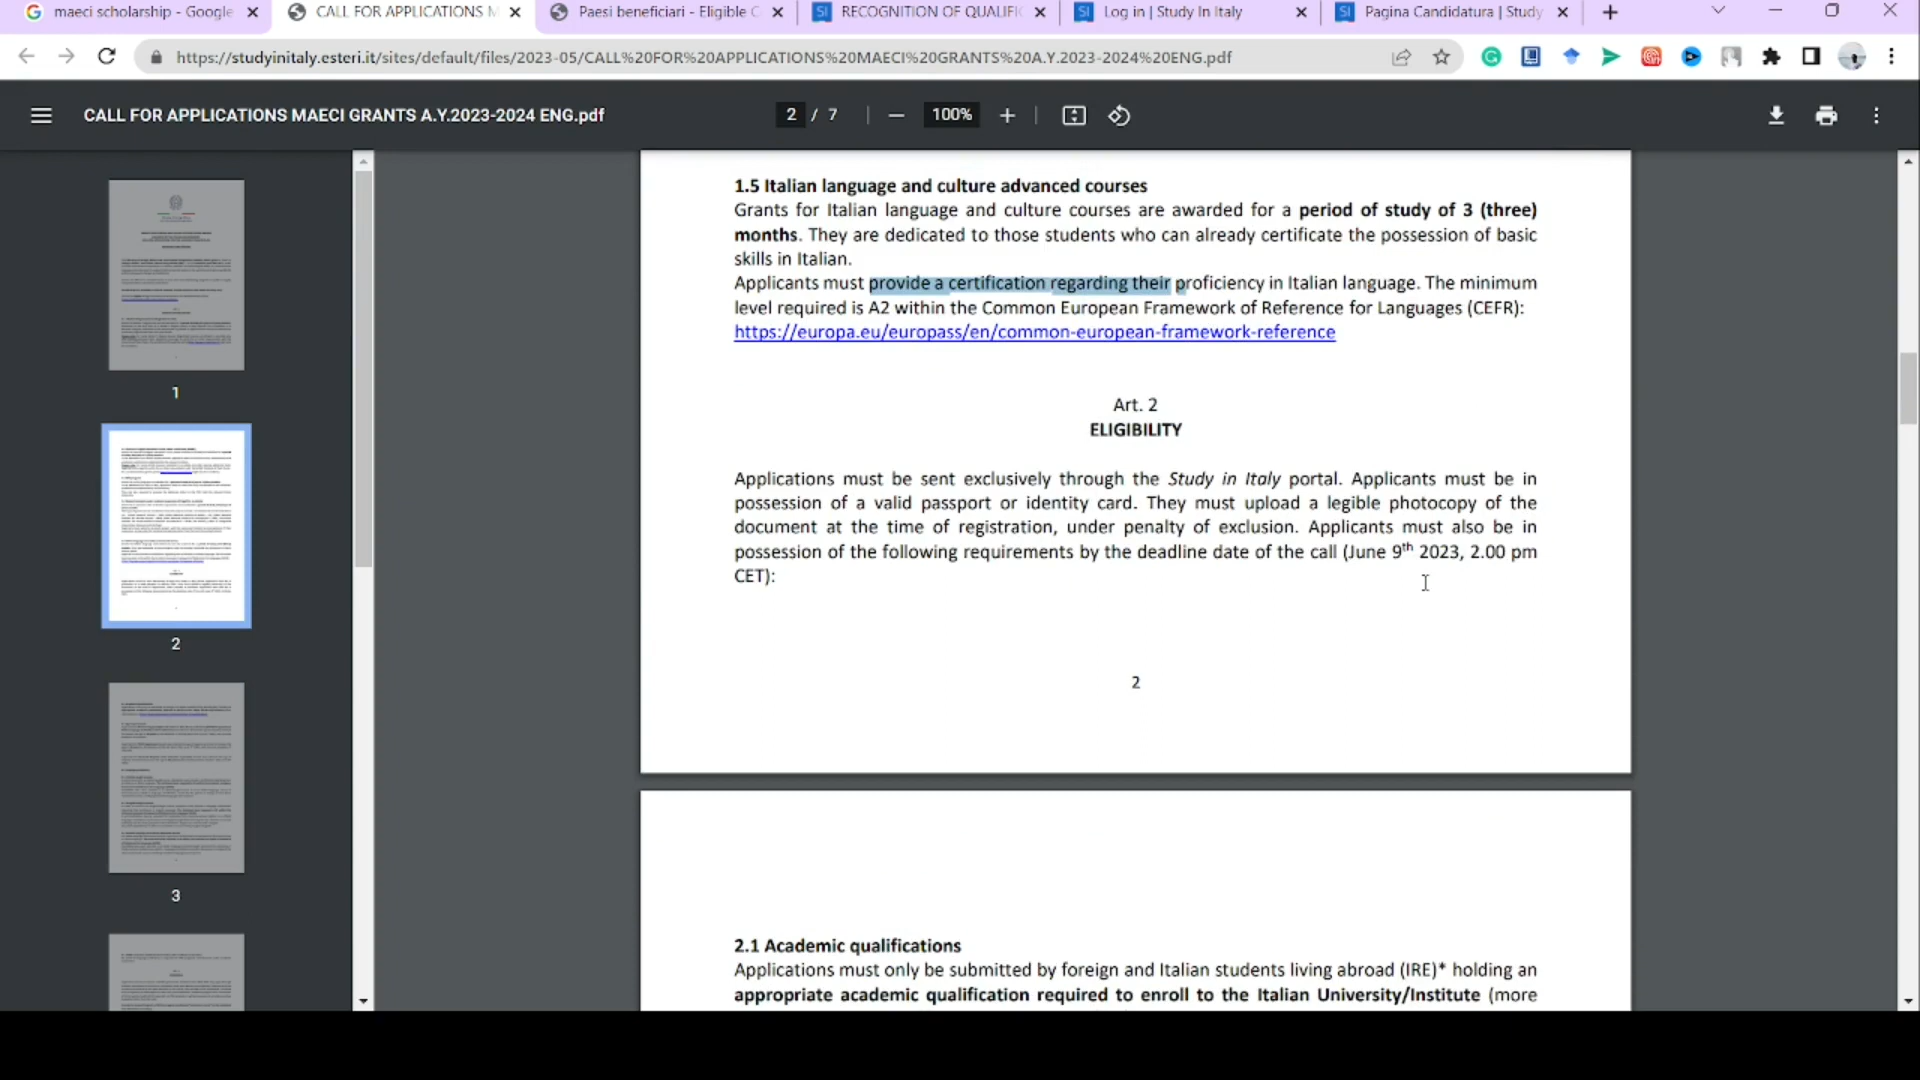 maeci scholarship - Google
CALL FOR APPLICATIONS M
Paesi beneficiari - Eligible C
SI RECOGNITION OF QUALIFI
SI Log in | Study In Italy
SI Pagina Candidatura | Study
https://studyinitaly.esteri.it/sites/default/files/2023-05/CALL%20FOR%20APPLICATIONS%20MAECI%20GRANTS%20A.Y.2023-2024%20ENG.pdf
CALL FOR APPLICATIONS MAECI GRANTS A.Y.2023-2024 ENG.pdf
2 / 7
100%
1
2
3
1.5 Italian language and culture advanced courses
Grants for Italian language and culture courses are awarded for a period of study of 3 (three)
months. They are dedicated to those students who can already certificate the possession of basic
skills in Italian.
Applicants must provide a certification regarding their proficiency in Italian language. The minimum
level required is A2 within the Common European Framework of Reference for Languages (CEFR):
https://europa.eu/europass/en/common-european-framework-reference
Art. 2
ELIGIBILITY
Applications must be sent exclusively through the Study in Italy portal. Applicants must be in
possession of a valid passport or identity card. They must upload a legible photocopy of the
document at the time of registration, under penalty of exclusion. Applicants must also be in
possession of the following requirements by the deadline date of the call (June 9th 2023, 2.00 pm
CET):
2
2.1 Academic qualifications
Applications must only be submitted by foreign and Italian students living abroad (IRE)* holding an
appropriate academic qualification required to enroll to the Italian University/Institute (more